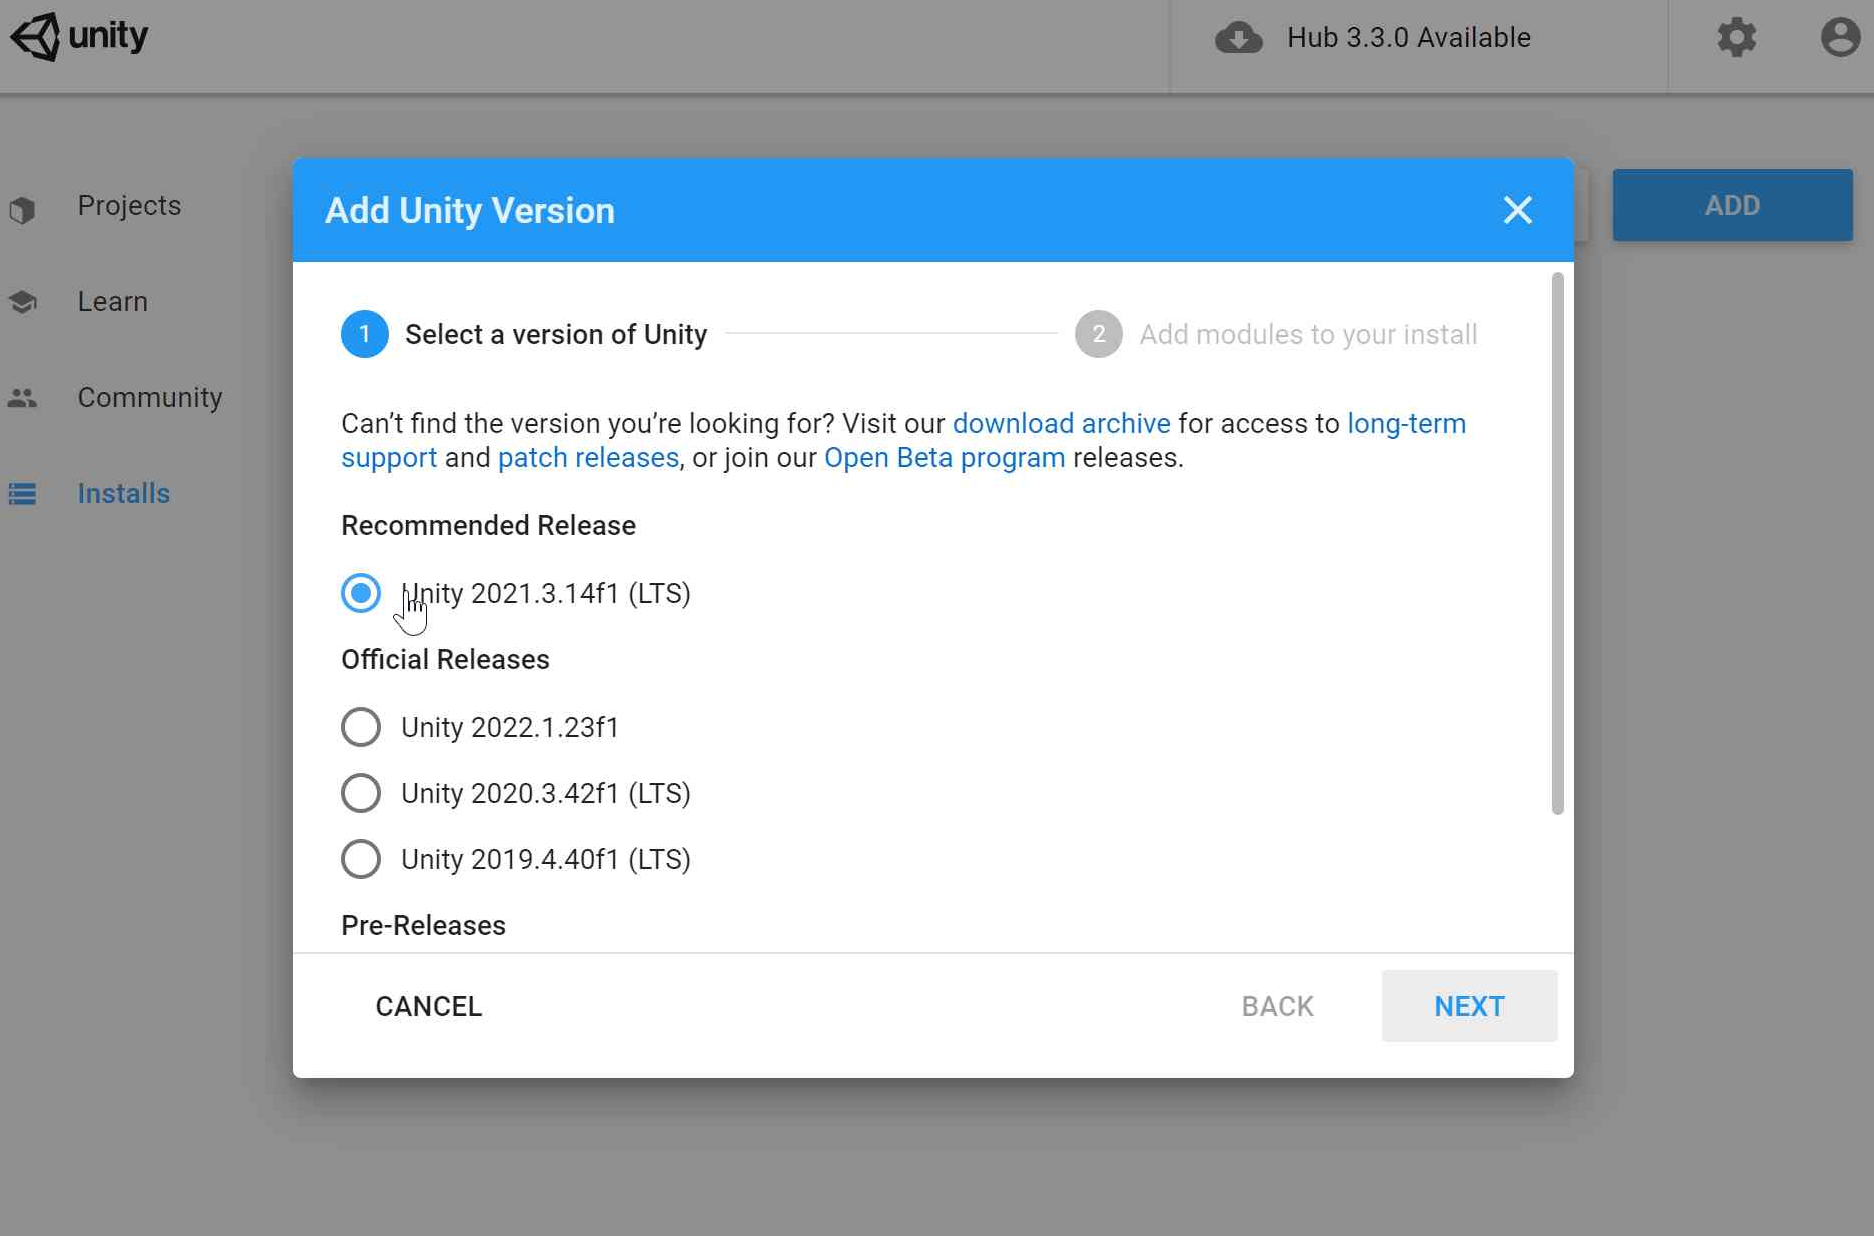 unity
Hub 3.3.0 Available
Projects
Learn
Community
Installs
ADD
Add Unity Version
1 Select a version of Unity
2 Add modules to your install
Can’t find the version you’re looking for? Visit our download archive for access to long-term
support and patch releases, or join our Open Beta program releases.
Recommended Release
Unity 2021.3.14f1 (LTS)
Official Releases
Unity 2022.1.23f1
Unity 2020.3.42f1 (LTS)
Unity 2019.4.40f1 (LTS)
Pre-Releases
CANCEL
BACK
NEXT